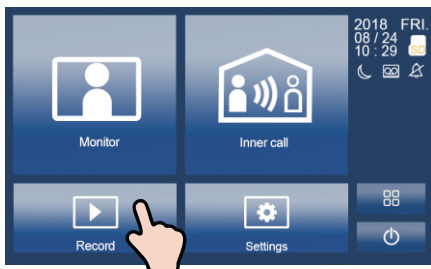 2018 FRI.
08 / 24
10 : 29 SD
Monitor
Inner call
Record
Settings